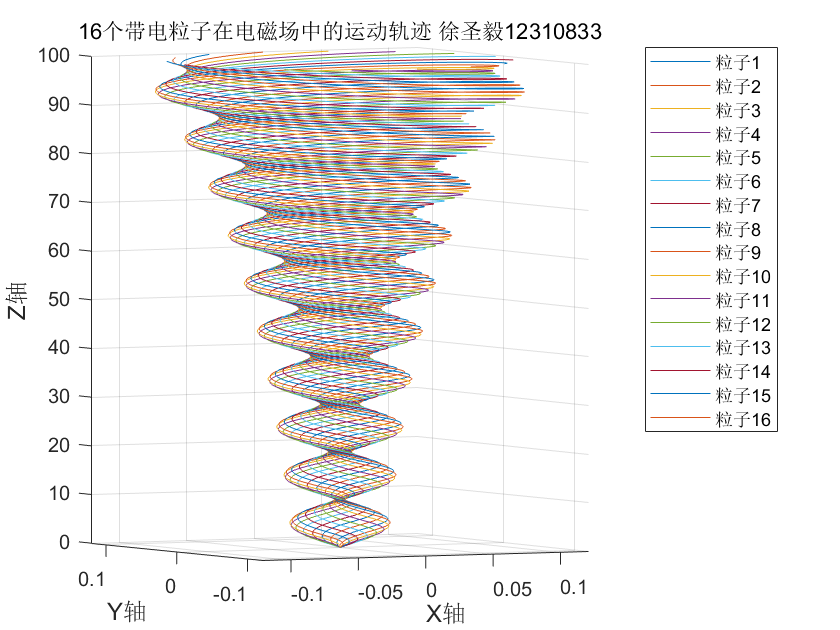 16个带电粒子在电磁场中的运动轨迹 徐圣毅12310833
100
90
80
70
60
50
40
30
20
10
0
Z轴
0.1
0
-0.1
Y轴
-0.1
-0.05
0
0.05
0.1
X轴
粒子1
粒子2
粒子3
粒子4
粒子5
粒子6
粒子7
粒子8
粒子9
粒子10
粒子11
粒子12
粒子13
粒子14
粒子15
粒子16